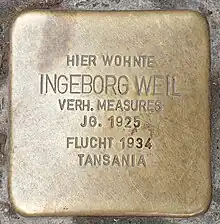 HIER WOHNTE
INGEBORG WEIL
VERH. MEASURES
JG. 1925
FLUCHT 1934
TANSANIA